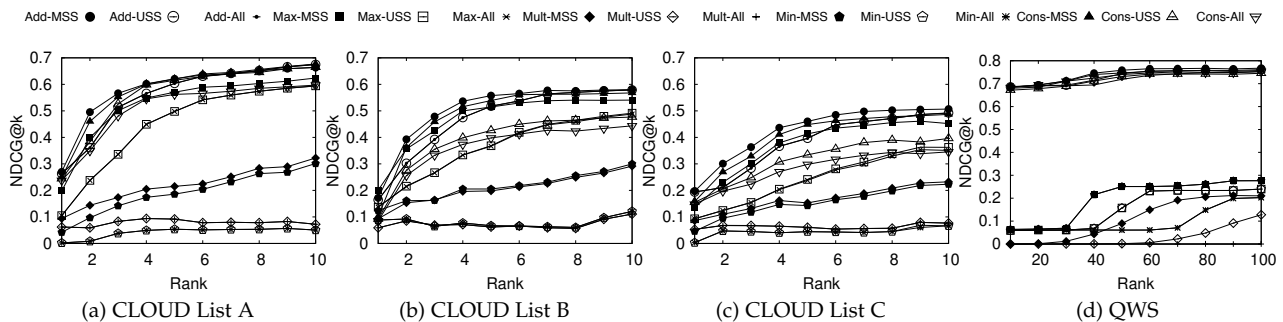 Add-MSS Add-USS Add-All Max-MSS Max-USS Max-All Mult-MSS Mult-USS Mult-All Min-MSS Min-USS Min-All Cons-MSS Cons-USS Cons-All
NDCG@k
0.7
0.6
0.5
0.4
0.3
0.2
0.1
0
2 4 6 8 10
Rank
(a) CLOUD List A
NDCG@k
0.7
0.6
0.5
0.4
0.3
0.2
0.1
0
2 4 6 8 10
Rank
(b) CLOUD List B
NDCG@k
0.7
0.6
0.5
0.4
0.3
0.2
0.1
0
2 4 6 8 10
Rank
(c) CLOUD List C
NDCG@k
0.8
0.7
0.6
0.5
0.4
0.3
0.2
0.1
0
20 40 60 80 100
Rank
(d) QWS